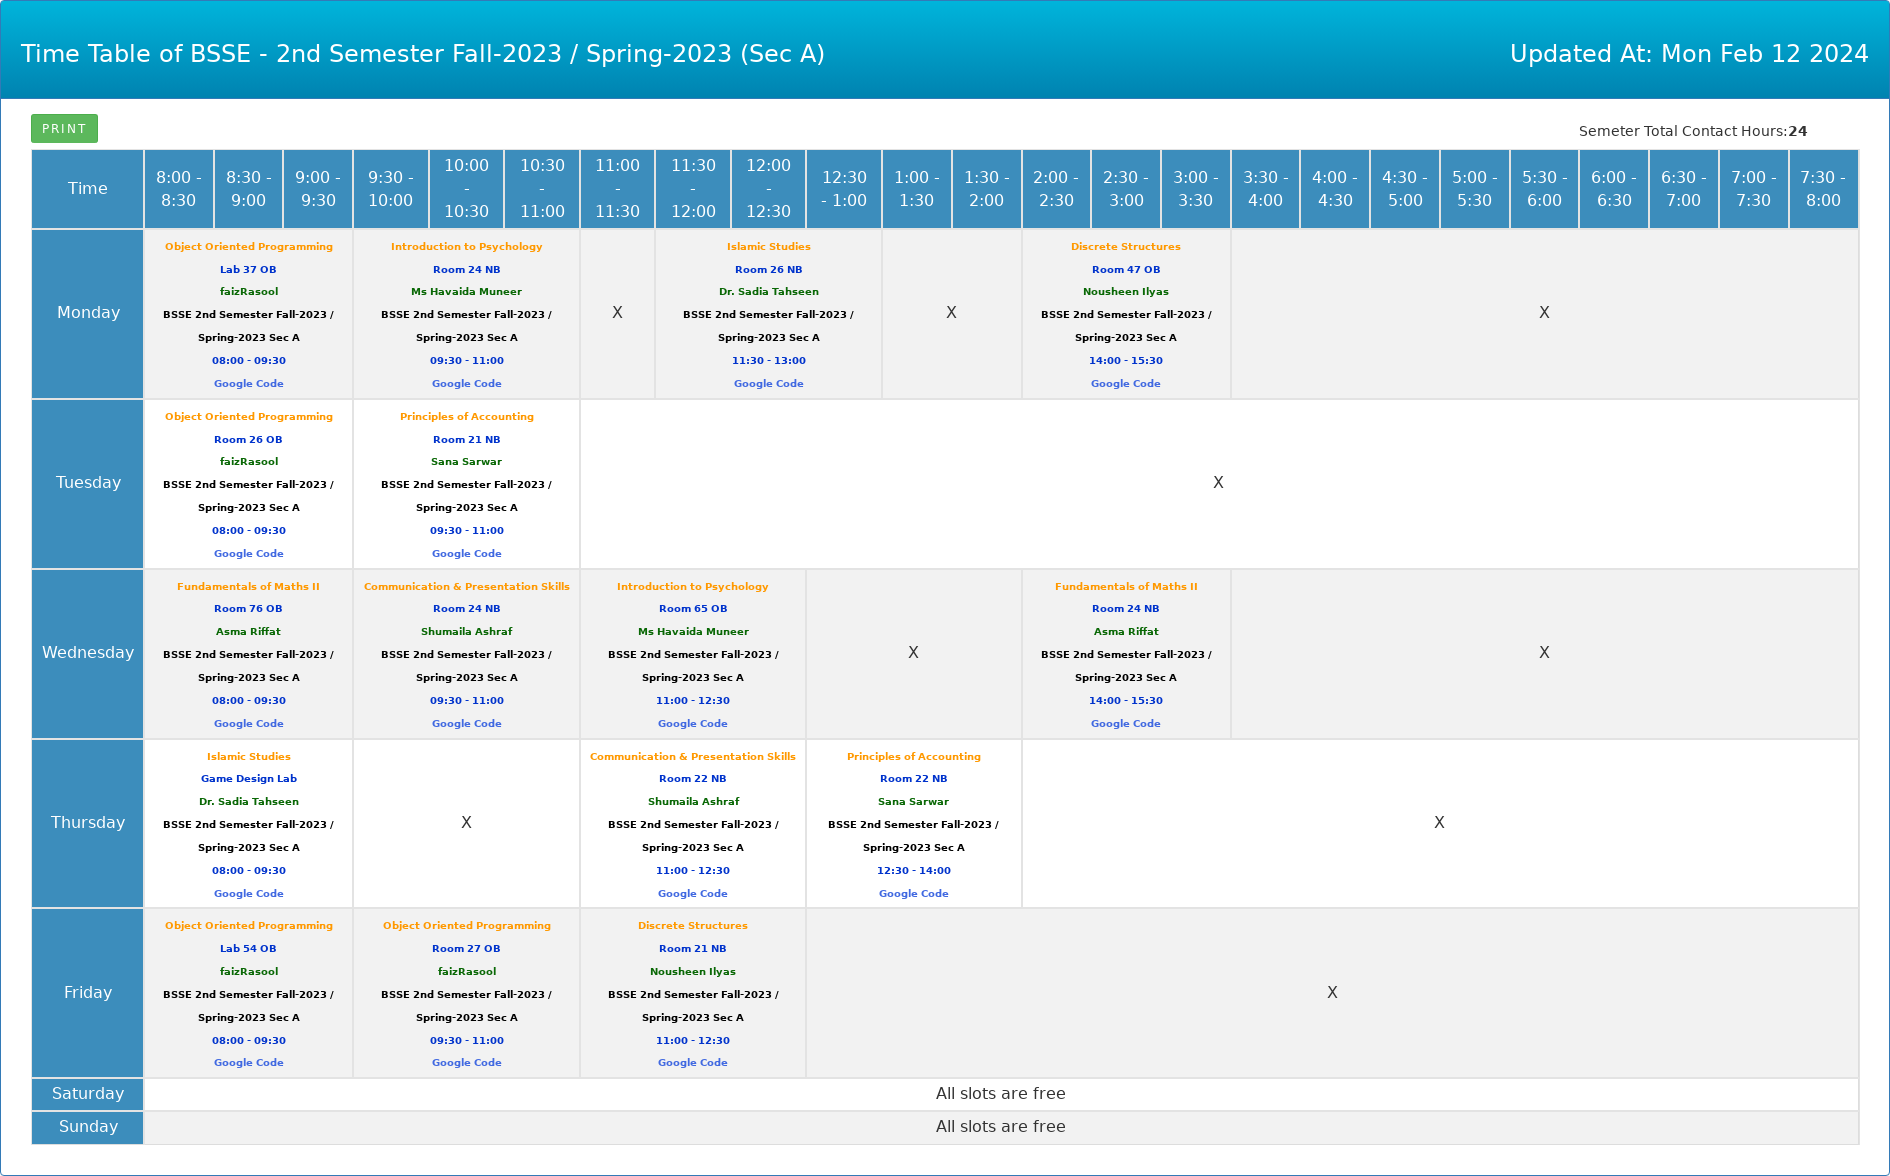 Time Table of BSSE - 2nd Semester Fall-2023 / Spring-2023 (Sec A)
Updated At: Mon Feb 12 2024
PRINT
Semeter Total Contact Hours:24
Time
8:00 -
8:30
8:30 -
9:00
9:00 -
9:30
9:30 -
10:00
10:00
-
10:30
10:30
-
11:00
11:00
-
11:30
11:30
-
12:00
12:00
-
12:30
12:30
- 1:00
1:00 -
1:30
1:30 -
2:00
2:00 -
2:30
2:30 -
3:00
3:00 -
3:30
3:30 -
4:00
4:00 -
4:30
4:30 -
5:00
5:00 -
5:30
5:30 -
6:00
6:00 -
6:30
6:30 -
7:00
7:00 -
7:30
7:30 -
8:00
Monday
Object Oriented Programming
Lab 37 OB
faizRasool
BSSE 2nd Semester Fall-2023 /
Spring-2023 Sec A
08:00 - 09:30
Google Code
Introduction to Psychology
Room 24 NB
Ms Havaida Muneer
BSSE 2nd Semester Fall-2023 /
Spring-2023 Sec A
09:30 - 11:00
Google Code
X
Islamic Studies
Room 26 NB
Dr. Sadia Tahseen
BSSE 2nd Semester Fall-2023 /
Spring-2023 Sec A
11:30 - 13:00
Google Code
X
Discrete Structures
Room 47 OB
Nousheen Ilyas
BSSE 2nd Semester Fall-2023 /
Spring-2023 Sec A
14:00 - 15:30
Google Code
X
Tuesday
Object Oriented Programming
Room 26 OB
faizRasool
BSSE 2nd Semester Fall-2023 /
Spring-2023 Sec A
08:00 - 09:30
Google Code
Principles of Accounting
Room 21 NB
Sana Sarwar
BSSE 2nd Semester Fall-2023 /
Spring-2023 Sec A
09:30 - 11:00
Google Code
X
Wednesday
Fundamentals of Maths II
Room 76 OB
Asma Riffat
BSSE 2nd Semester Fall-2023 /
Spring-2023 Sec A
08:00 - 09:30
Google Code
Communication & Presentation Skills
Room 24 NB
Shumaila Ashraf
BSSE 2nd Semester Fall-2023 /
Spring-2023 Sec A
09:30 - 11:00
Google Code
Introduction to Psychology
Room 65 OB
Ms Havaida Muneer
BSSE 2nd Semester Fall-2023 /
Spring-2023 Sec A
11:00 - 12:30
Google Code
X
Fundamentals of Maths II
Room 24 NB
Asma Riffat
BSSE 2nd Semester Fall-2023 /
Spring-2023 Sec A
14:00 - 15:30
Google Code
X
Thursday
Islamic Studies
Game Design Lab
Dr. Sadia Tahseen
BSSE 2nd Semester Fall-2023 /
Spring-2023 Sec A
08:00 - 09:30
Google Code
X
Communication & Presentation Skills
Room 22 NB
Shumaila Ashraf
BSSE 2nd Semester Fall-2023 /
Spring-2023 Sec A
11:00 - 12:30
Google Code
Principles of Accounting
Room 22 NB
Sana Sarwar
BSSE 2nd Semester Fall-2023 /
Spring-2023 Sec A
12:30 - 14:00
Google Code
X
Friday
Object Oriented Programming
Lab 54 OB
faizRasool
BSSE 2nd Semester Fall-2023 /
Spring-2023 Sec A
08:00 - 09:30
Google Code
Object Oriented Programming
Room 27 OB
faizRasool
BSSE 2nd Semester Fall-2023 /
Spring-2023 Sec A
09:30 - 11:00
Google Code
Discrete Structures
Room 21 NB
Nousheen Ilyas
BSSE 2nd Semester Fall-2023 /
Spring-2023 Sec A
11:00 - 12:30
Google Code
X
Saturday
All slots are free
Sunday
All slots are free